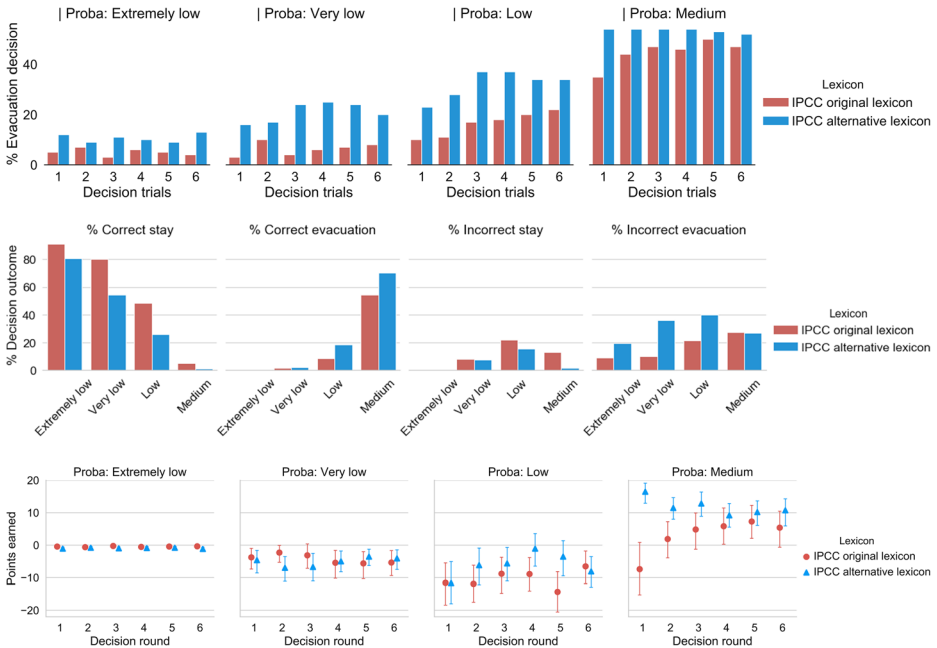 | Proba: Extremely low
| Proba: Very low
| Proba: Low
| Proba: Medium
% Evacuation decision
40
20
0
1 2 3 4 5 6
Decision trials
1 2 3 4 5 6
Decision trials
1 2 3 4 5 6
Decision trials
1 2 3 4 5 6
Decision trials
Lexicon
IPCC original lexicon
IPCC alternative lexicon
% Correct stay
% Correct evacuation
% Incorrect stay
% Incorrect evacuation
% Decision outcome
80
60
40
20
0
Extremely low
Very low
Low
Medium
Extremely low
Very low
Low
Medium
Extremely low
Very low
Low
Medium
Extremely low
Very low
Low
Medium
Lexicon
IPCC original lexicon
IPCC alternative lexicon
Proba: Extremely low
Proba: Very low
Proba: Low
Proba: Medium
Points earned
20
10
0
−10
−20
1 2 3 4 5 6
Decision round
1 2 3 4 5 6
Decision round
1 2 3 4 5 6
Decision round
1 2 3 4 5 6
Decision round
Lexicon
IPCC original lexicon
IPCC alternative lexicon